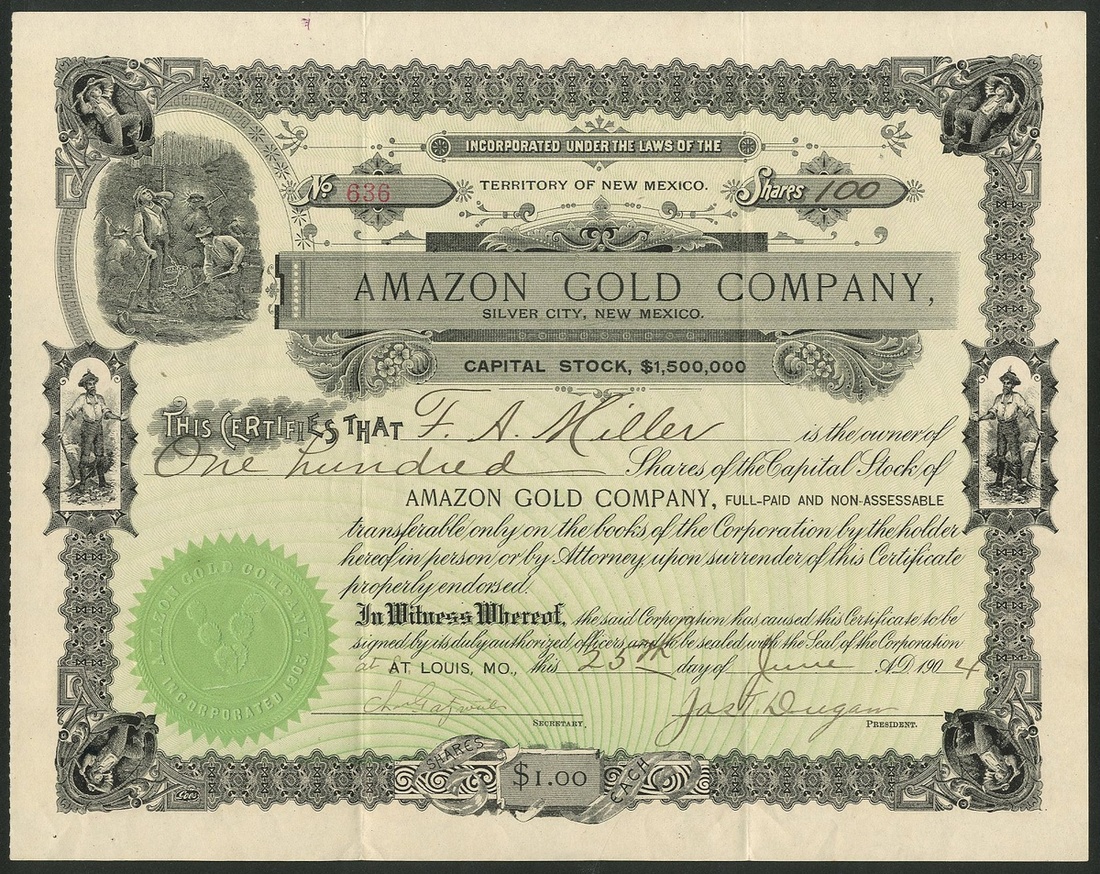 INCORPORATED UNDER THE LAWS OF THE
No 636
TERRITORY OF NEW MEXICO.
Shares 100
AMAZON GOLD COMPANY,
SILVER CITY, NEW MEXICO.
CAPITAL STOCK, $1,500,000
THIS CERTIFIES THAT F. A. Miller is the owner of
One hundred Shares of the Capital Stock of
AMAZON GOLD COMPANY, FULL-PAID AND NON-ASSESSABLE
transferable only on the books of the Corporation by the holder
hereof in person or by Attorney upon surrender of this Certificate
properly endorsed.
In Witness Whereof, the said Corporation has caused this Certificate to be
signed by its duly authorized officers and to be sealed with the Seal of the Corporation
at AT. LOUIS, MO., this 25th day of June A.D. 1904
Jas. T. Dugan
SECRETARY. PRESIDENT.
AMAZON GOLD COMPANY.
INCORPORATED 1903.
SHARES $1.00 EACH